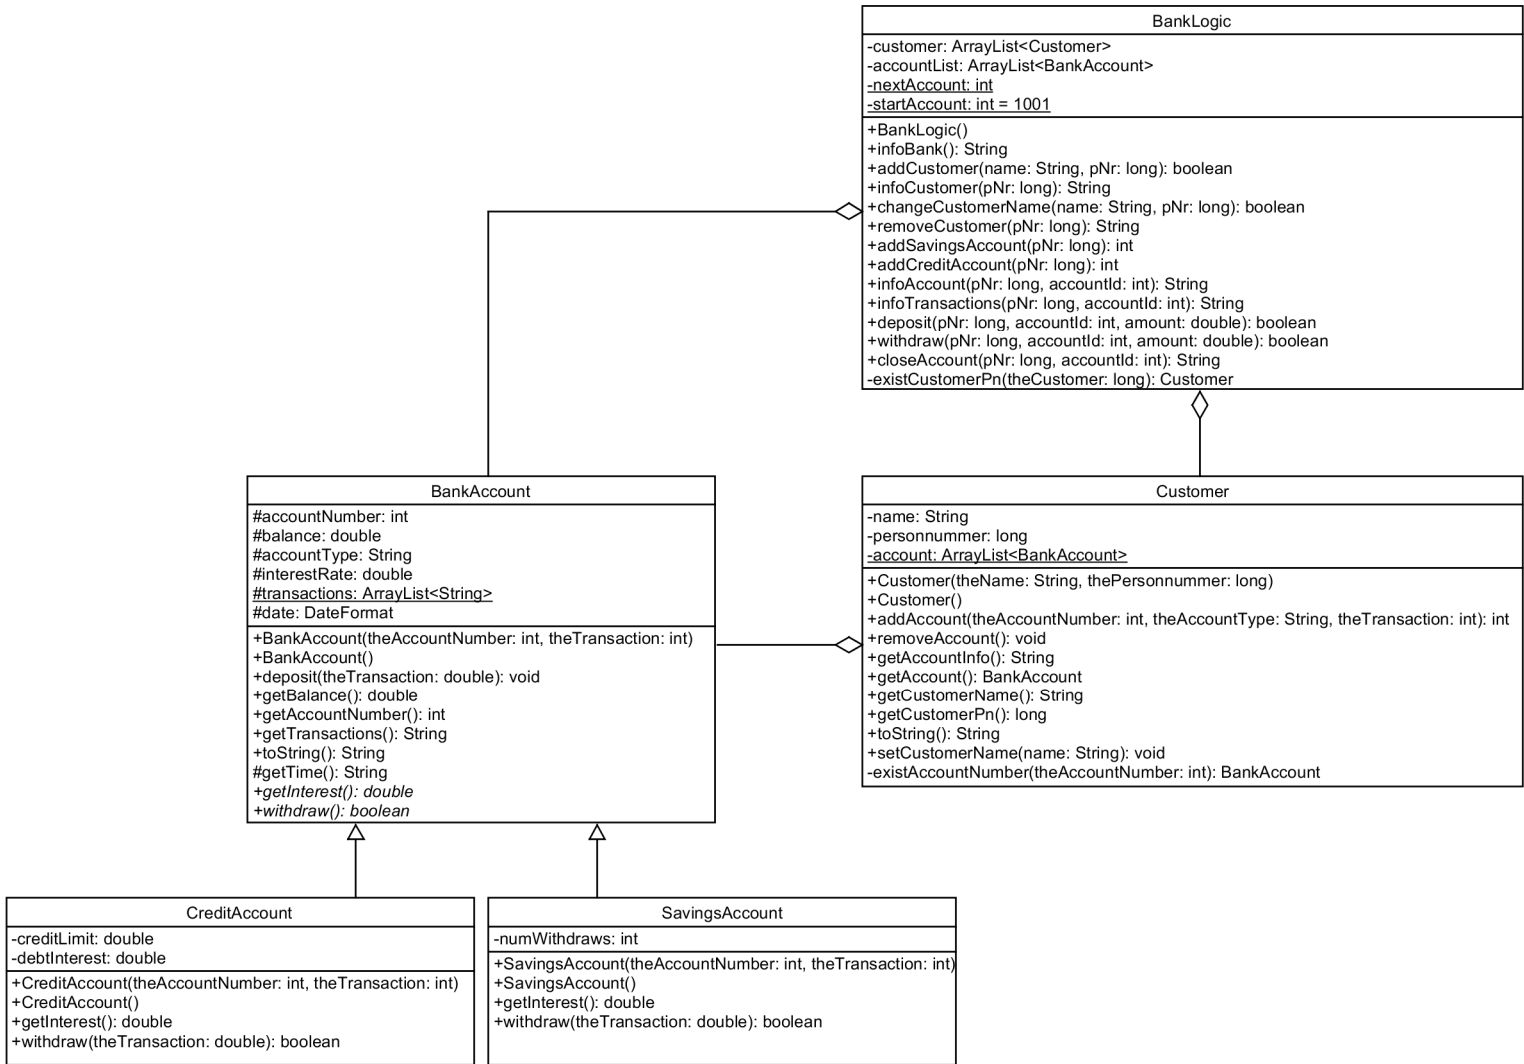 BankLogic
-customer: ArrayList<Customer>
-accountList: ArrayList<BankAccount>
-nextAccount: int
-startAccount: int = 1001
+BankLogic()
+infoBank(): String
+addCustomer(name: String, pNr: long): boolean
+infoCustomer(pNr: long): String
+changeCustomerName(name: String, pNr: long): boolean
+removeCustomer(pNr: long): String
+addSavingsAccount(pNr: long): int
+addCreditAccount(pNr: long): int
+infoAccount(pNr: long, accountId: int): String
+infoTransactions(pNr: long, accountId: int): String
+deposit(pNr: long, accountId: int, amount: double): boolean
+withdraw(pNr: long, accountId: int, amount: double): boolean
+closeAccount(pNr: long, accountId: int): String
-existCustomerPn(theCustomer: long): Customer
BankAccount
#accountNumber: int
#balance: double
#accountType: String
#interestRate: double
#transactions: ArrayList<String>
#date: DateFormat
+BankAccount(theAccountNumber: int, theTransaction: int)
+BankAccount()
+deposit(theTransaction: double): void
+getBalance(): double
+getAccountNumber(): int
+getTransactions(): String
+toString(): String
#getTime(): String
+getInterest(): double
+withdraw(): boolean
Customer
-name: String
-personnummer: long
-account: ArrayList<BankAccount>
+Customer(theName: String, thePersonnummer: long)
+Customer()
+addAccount(theAccountNumber: int, theAccountType: String, theTransaction: int): int
+removeAccount(): void
+getAccountInfo(): String
+getAccount(): BankAccount
+getCustomerName(): String
+getCustomerPn(): long
+toString(): String
+setCustomerName(name: String): void
-existAccountNumber(theAccountNumber: int): BankAccount
CreditAccount
-creditLimit: double
-debtInterest: double
+CreditAccount(theAccountNumber: int, theTransaction: int)
+CreditAccount()
+getInterest(): double
+withdraw(theTransaction: double): boolean
SavingsAccount
-numWithdraws: int
+SavingsAccount(theAccountNumber: int, theTransaction: int)
+SavingsAccount()
+getInterest(): double
+withdraw(theTransaction: double): boolean